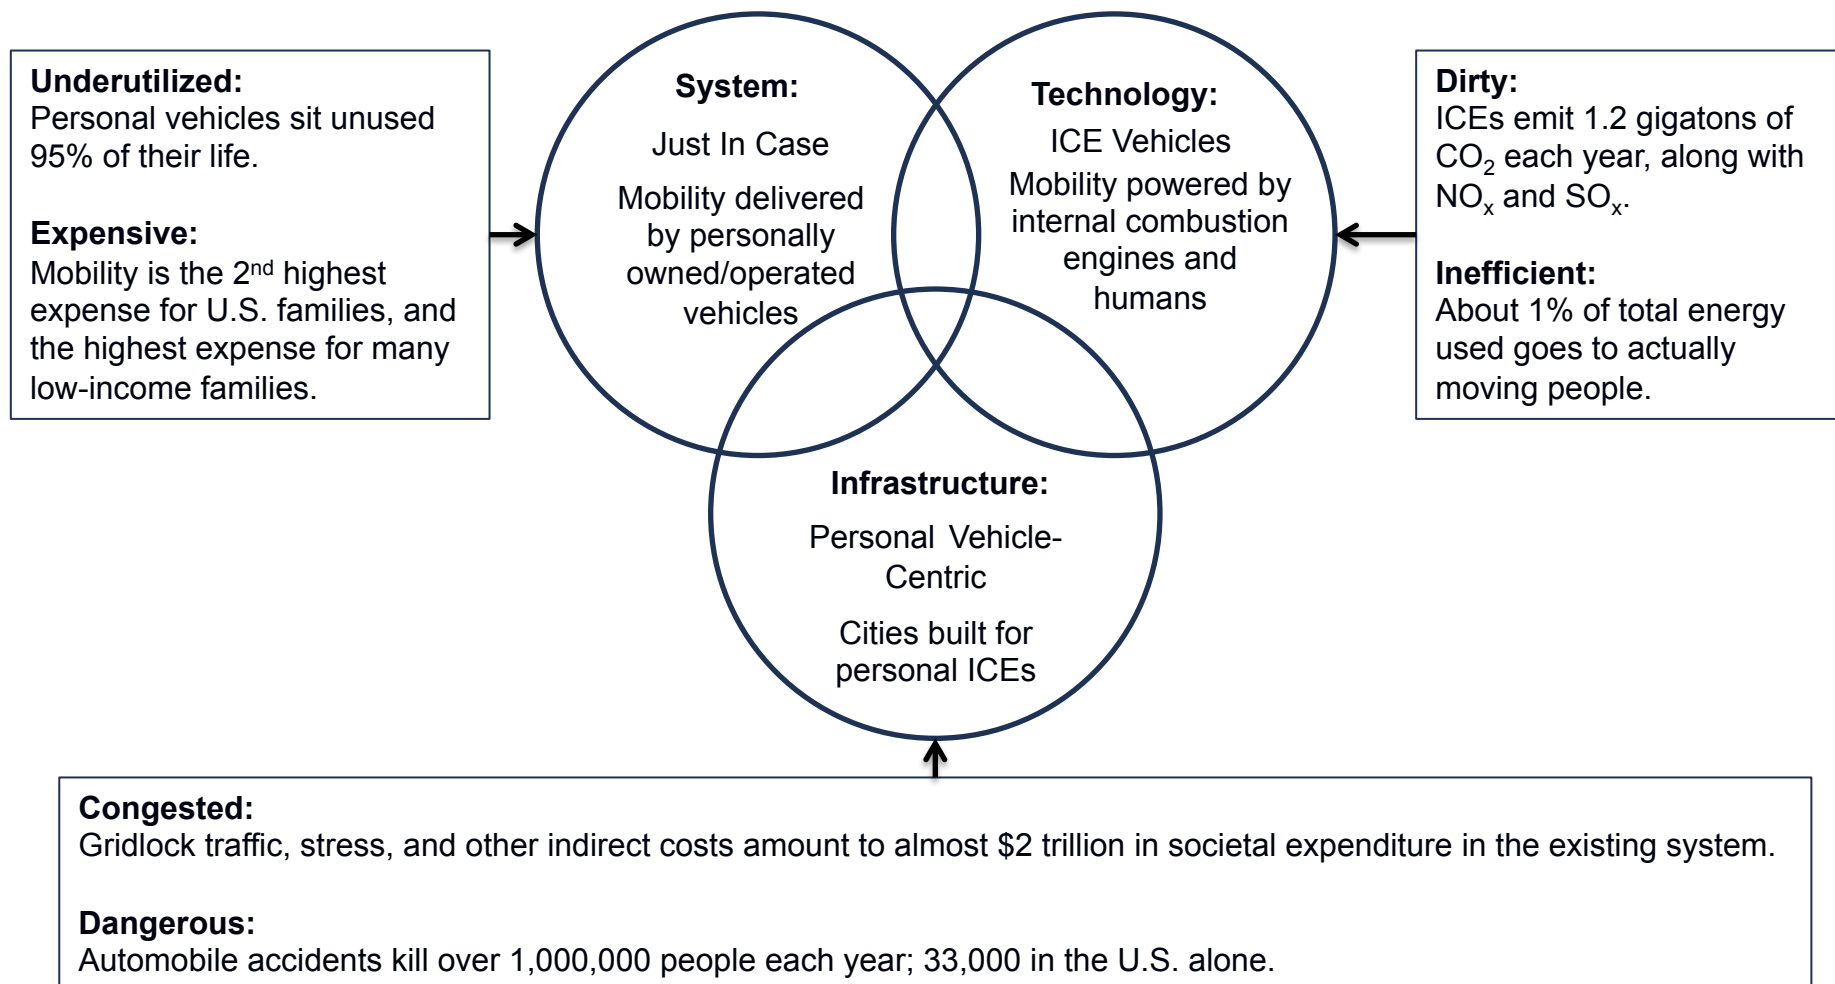 Underutilized:
Personal vehicles sit unused
95% of their life.
Expensive:
Mobility is the 2nd highest
expense for U.S. families, and
the highest expense for many
low-income families.
System:
Just In Case
Mobility delivered
by personally
owned/operated
vehicles
Technology:
ICE Vehicles
Mobility powered by
internal combustion
engines and
humans
Dirty:
ICEs emit 1.2 gigatons of
CO2 each year, along with
NOx and SOx.
Inefficient:
About 1% of total energy
used goes to actually
moving people.
Infrastructure:
Personal Vehicle-
Centric
Cities built for
personal ICEs
Congested:
Gridlock traffic, stress, and other indirect costs amount to almost $2 trillion in societal expenditure in the existing system.
Dangerous:
Automobile accidents kill over 1,000,000 people each year; 33,000 in the U.S. alone.